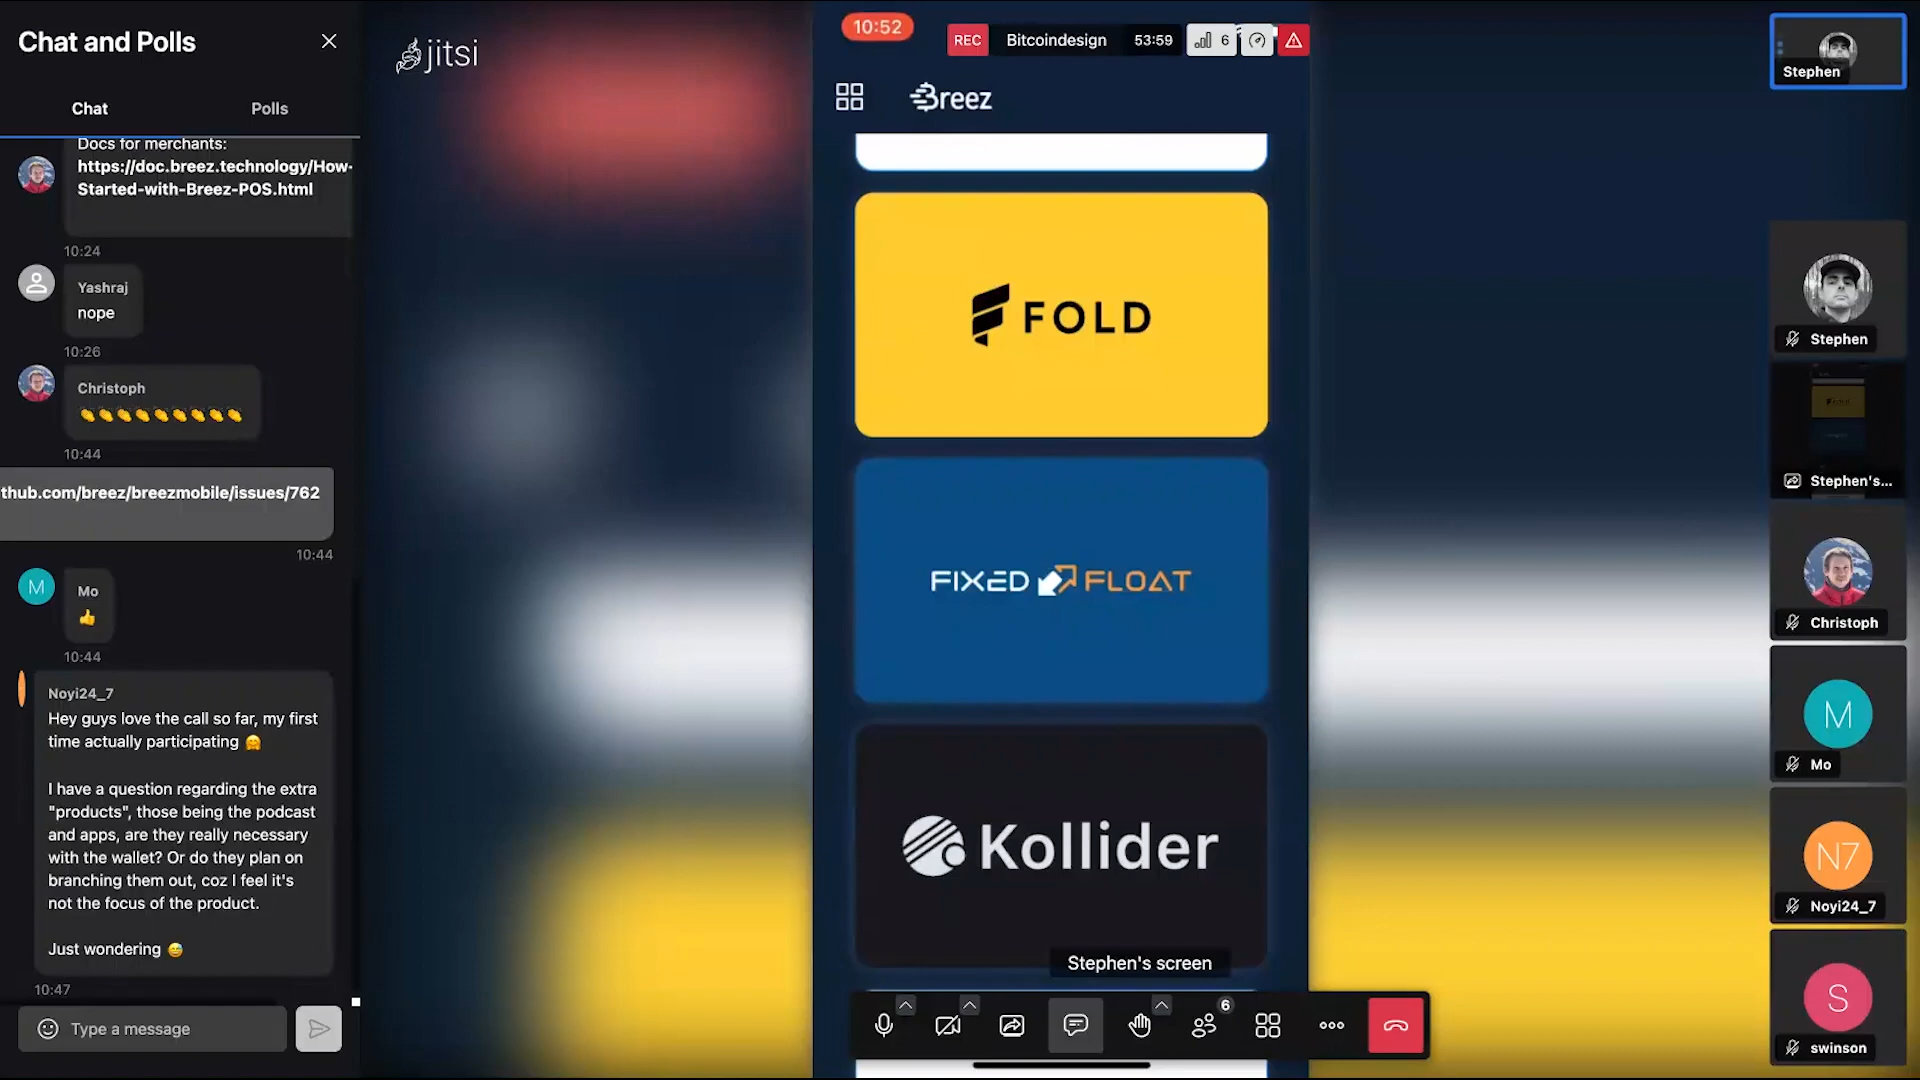 Chat and Polls
Chat
Polls
Docs for merchants:
https://doc.breez.technology/How-
Started-with-Breez-POS.html
10:24
Yashraj
nope
10:26
Christoph
👏👏👏👏👏👏👏👏👏
10:44
thub.com/breez/breezmobile/issues/762
10:44
M
Mo
👍
10:44
Noyi24_7
Hey guys love the call so far, my first
time actually participating 🤗
I have a question regarding the extra
"products", those being the podcast
and apps, are they really necessary
with the wallet? Or do they plan on
branching them out, coz I feel it's
not the focus of the product.
Just wondering 😅
10:47
Type a message
jitsi
10:52
REC
Bitcoindesign
53:59
6
Breez
FOLD
FIXED FLOAT
Kollider
Stephen's screen
6
Stephen
Stephen
FOLD
Stephen's...
Christoph
M
Mo
N7
Noyi24_7
S
swinson